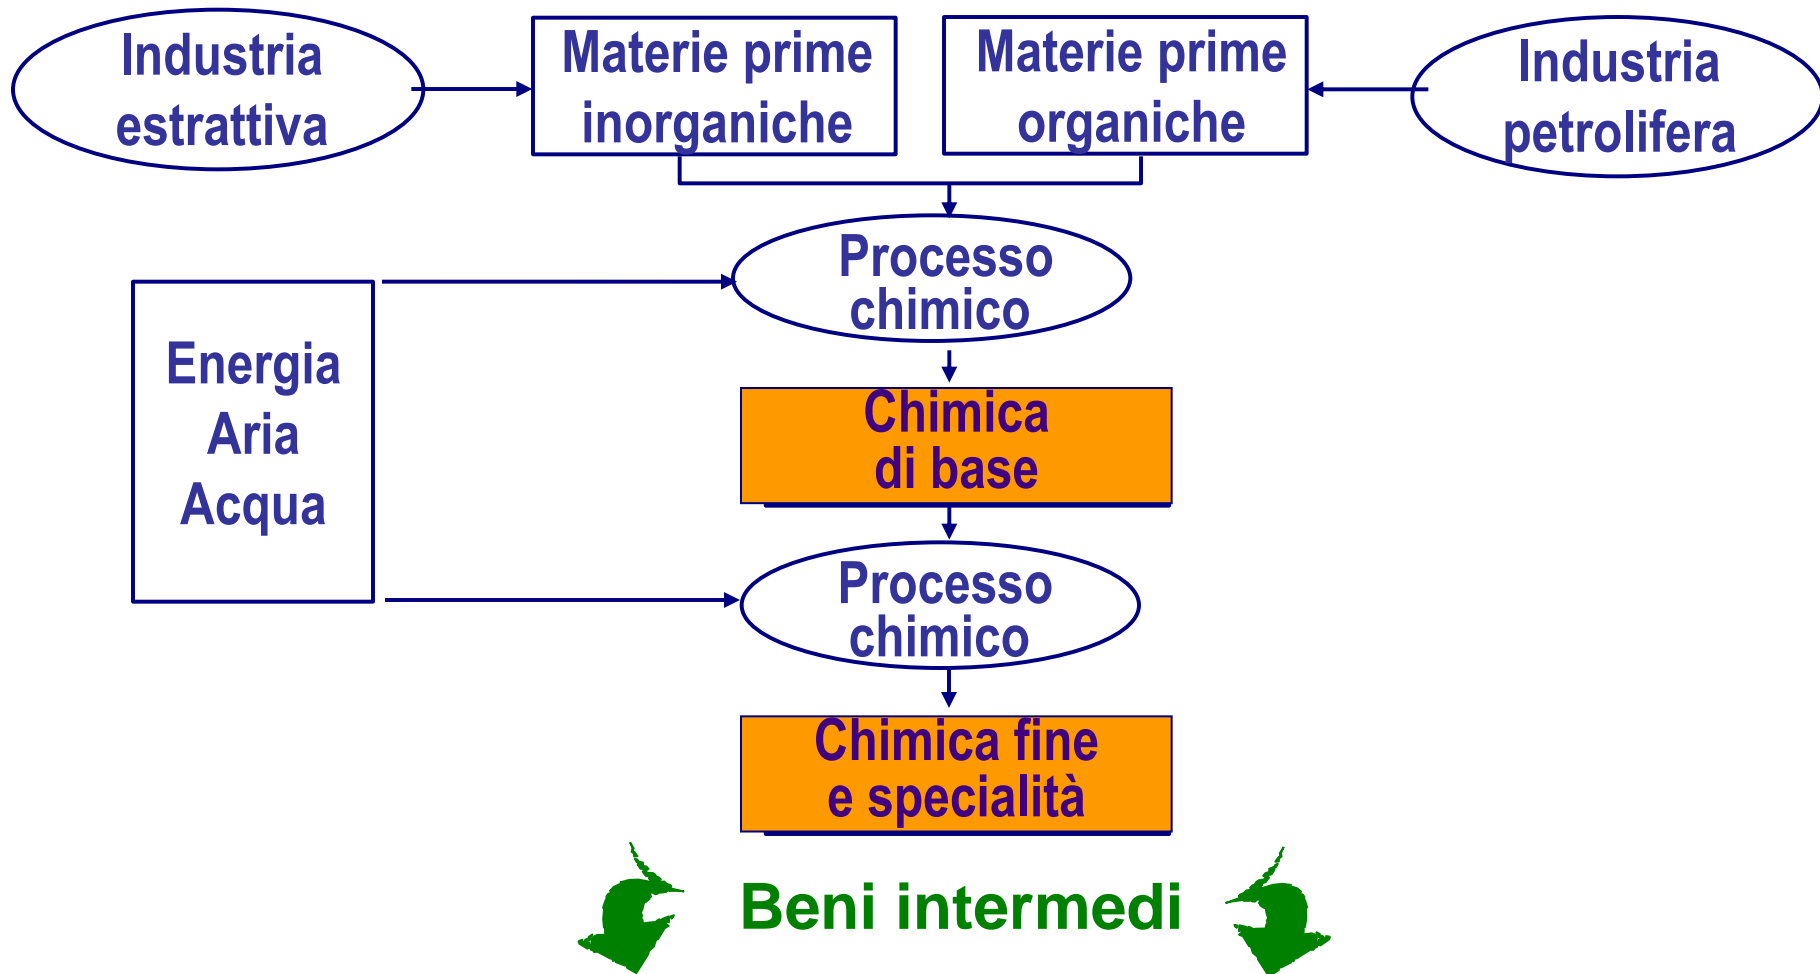 Industria
estrattiva
Materie prime
inorganiche
Materie prime
organiche
Industria
petrolifera
Processo
chimico
Energia
Aria
Acqua
Chimica
di base
Processo
chimico
Chimica fine
e specialità
Beni intermedi